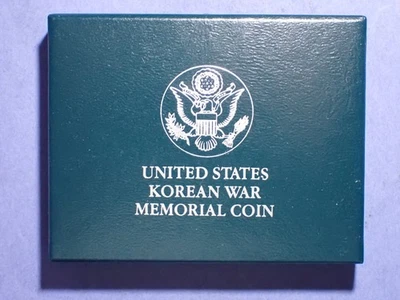 UNITED STATES
KOREAN WAR
MEMORIAL COIN